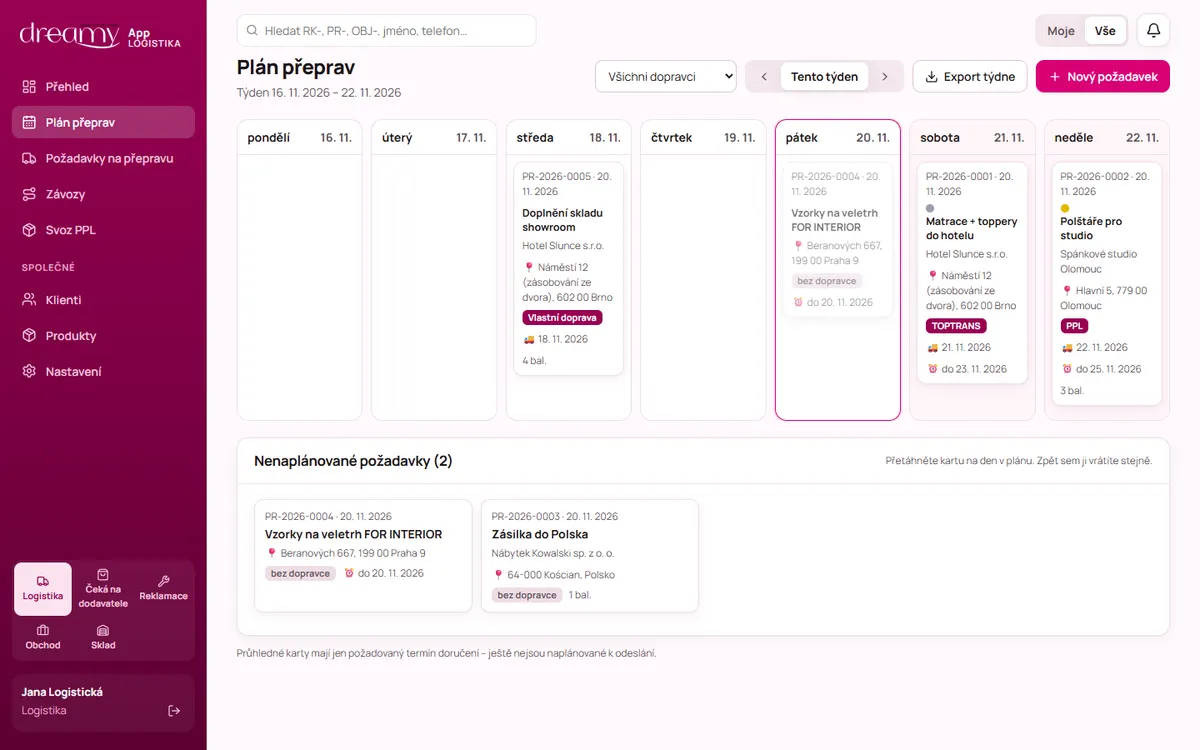 dreamy App
LOGISTIKA
Přehled
Plán přeprav
Požadavky na přepravu
Závozy
Svoz PPL
SPOLEČNÉ
Klienti
Produkty
Nastavení
Logistika
Čeká na
dodavatele
Reklamace
Obchod
Sklad
Jana Logistická
Logistika
Hledat RK-, PR-, OBJ-, jméno, telefon...
Moje
Vše
Plán přeprav
Týden 16. 11. 2026 – 22. 11. 2026
Všichni dopravci
Tento týden
Export týdne
+ Nový požadavek
pondělí 16. 11.
úterý 17. 11.
středa 18. 11.
PR-2026-0005 · 20.
11. 2026
Doplnění skladu
showroom
Hotel Slunce s.r.o.
📍 Náměstí 12
(zásobování ze
dvora), 602 00 Brno
Vlastní doprava
🚚 18. 11. 2026
4 bal.
čtvrtek 19. 11.
pátek 20. 11.
PR-2026-0004 · 20.
11. 2026
Vzorky na veletrh
FOR INTERIOR
📍 Beranových 667,
199 00 Praha 9
bez dopravce
⏰ do 20. 11. 2026
sobota 21. 11.
PR-2026-0001 · 20.
11. 2026
Matrace + toppery
do hotelu
Hotel Slunce s.r.o.
📍 Náměstí 12
(zásobování ze
dvora), 602 00 Brno
TOPTRANS
🚚 21. 11. 2026
⏰ do 23. 11. 2026
neděle 22. 11.
PR-2026-0002 · 20.
11. 2026
Polštáře pro
studio
Spánkové studio
Olomouc
📍 Hlavní 5, 779 00
Olomouc
PPL
🚚 22. 11. 2026
⏰ do 25. 11. 2026
3 bal.
Nenaplánované požadavky (2)
Přetáhněte kartu na den v plánu. Zpět sem ji vrátíte stejně.
PR-2026-0004 · 20. 11. 2026
Vzorky na veletrh FOR INTERIOR
📍 Beranových 667, 199 00 Praha 9
bez dopravce ⏰ do 20. 11. 2026
PR-2026-0003 · 20. 11. 2026
Zásilka do Polska
Nábytek Kowalski sp. z o. o.
📍 64-000 Kościan, Polsko
bez dopravce 1 bal.
Průhledné karty mají jen požadovaný termín doručení – ještě nejsou naplánované k odeslání.